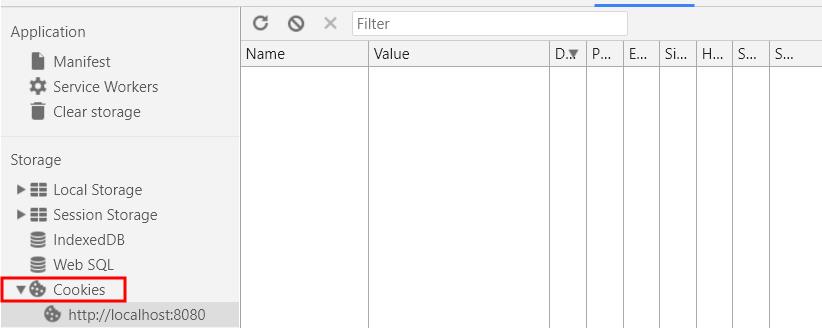 Application
Manifest
Service Workers
Clear storage
Storage
Local Storage
Session Storage
IndexedDB
Web SQL
Cookies
http://localhost:8080
Filter
Name Value D... P... E... Si... H... S... S...